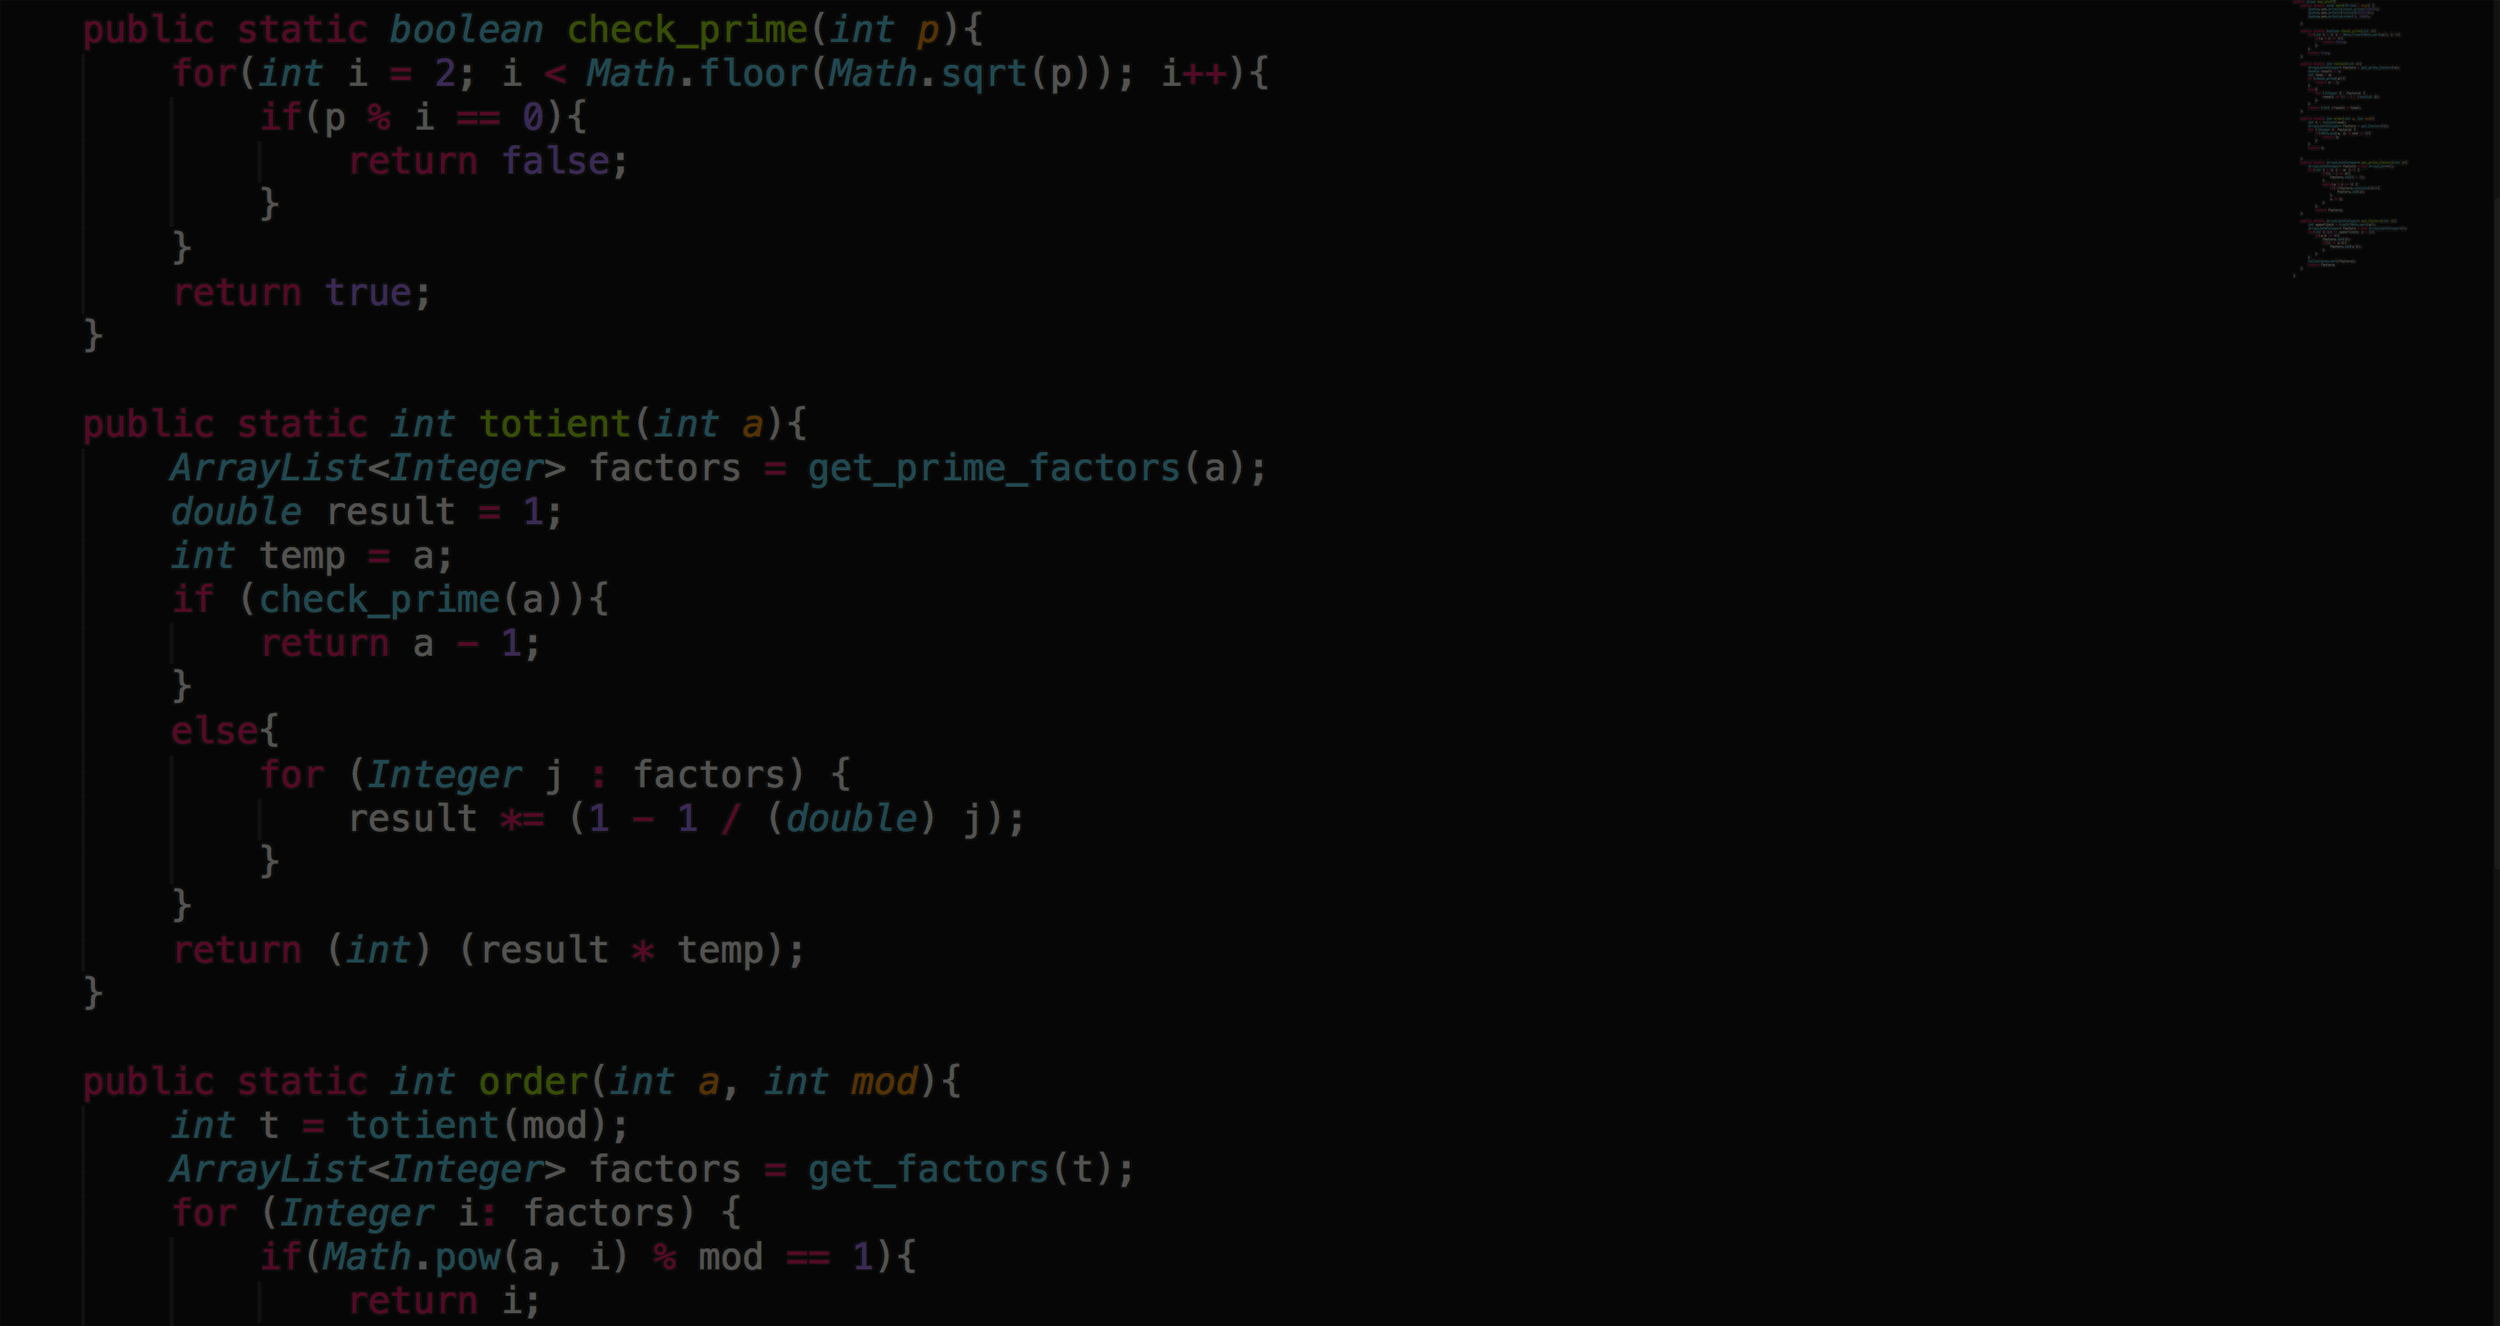 public static boolean check_prime(int p){
    for(int i = 2; i < Math.floor(Math.sqrt(p)); i++){
        if(p % i == 0){
            return false;
        }
    }
    return true;
}

public static int totient(int a){
    ArrayList<Integer> factors = get_prime_factors(a);
    double result = 1;
    int temp = a;
    if (check_prime(a)){
        return a - 1;
    }
    else{
        for (Integer j : factors) {
            result *= (1 - 1 / (double) j);
        }
    }
    return (int) (result * temp);
}

public static int order(int a, int mod){
    int t = totient(mod);
    ArrayList<Integer> factors = get_factors(t);
    for (Integer i: factors) {
        if(Math.pow(a, i) % mod == 1){
            return i;